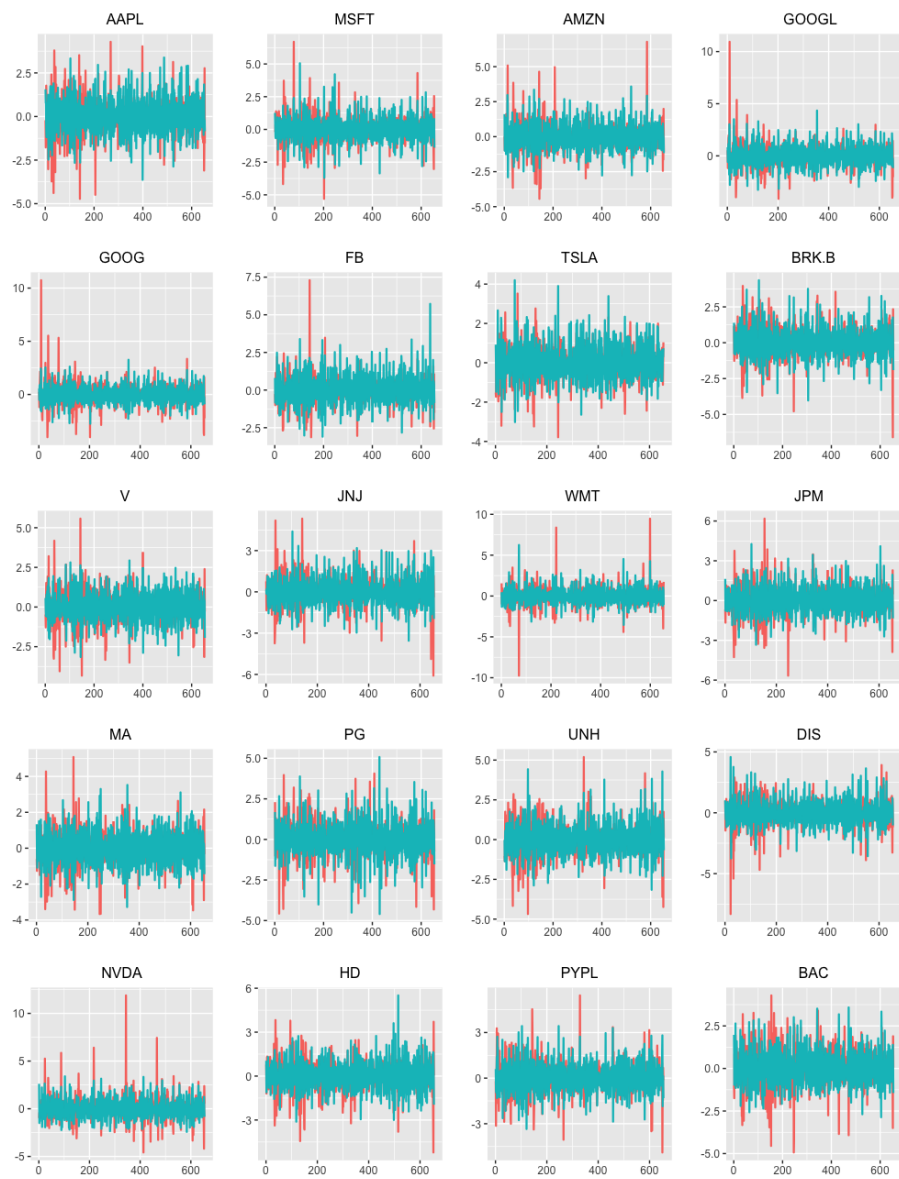 AAPL MSFT AMZN GOOGL
2.5 0.0 -2.5 -5.0
5.0 2.5 0.0 -2.5 -5.0
5.0 2.5 0.0 -2.5 -5.0
10 5 0
0 200 400 600 0 200 400 600 0 200 400 600 0 200 400 600
GOOG FB TSLA BRK.B
10 5 0
7.5 5.0 2.5 0.0 -2.5
4 2 0 -2 -4
2.5 0.0 -2.5 -5.0
0 200 400 600 0 200 400 600 0 200 400 600 0 200 400 600
V JNJ WMT JPM
5.0 2.5 0.0 -2.5
3 0 -3 -6
10 5 0 -5 -10
6 3 0 -3 -6
0 200 400 600 0 200 400 600 0 200 400 600 0 200 400 600
MA PG UNH DIS
4 2 0 -2 -4
5.0 2.5 0.0 -2.5 -5.0
5.0 2.5 0.0 -2.5 -5.0
5 0 -5
0 200 400 600 0 200 400 600 0 200 400 600 0 200 400 600
NVDA HD PYPL BAC
10 5 0 -5
6 3 0 -3
3 0 -3
2.5 0.0 -2.5 -5.0
0 200 400 600 0 200 400 600 0 200 400 600 0 200 400 600